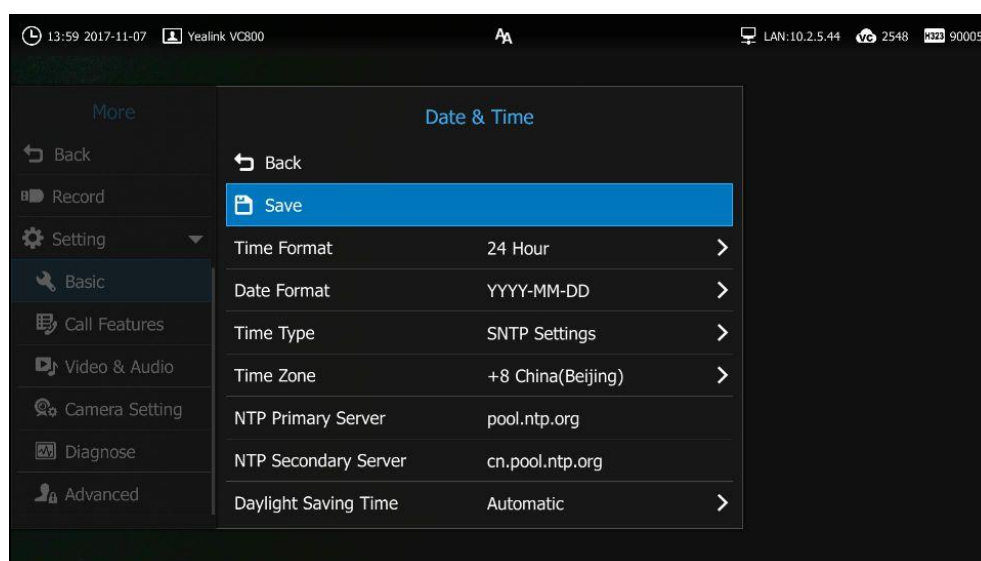 13:59 2017-11-07 Yealink VC800 AA LAN:10.2.5.44 VC 2548 H323 90005
More
Back
Record
Setting
Basic
Call Features
Video & Audio
Camera Setting
Diagnose
Advanced
Date & Time
Back
Save
Time Format 24 Hour
Date Format YYYY-MM-DD
Time Type SNTP Settings
Time Zone +8 China(Beijing)
NTP Primary Server pool.ntp.org
NTP Secondary Server cn.pool.ntp.org
Daylight Saving Time Automatic